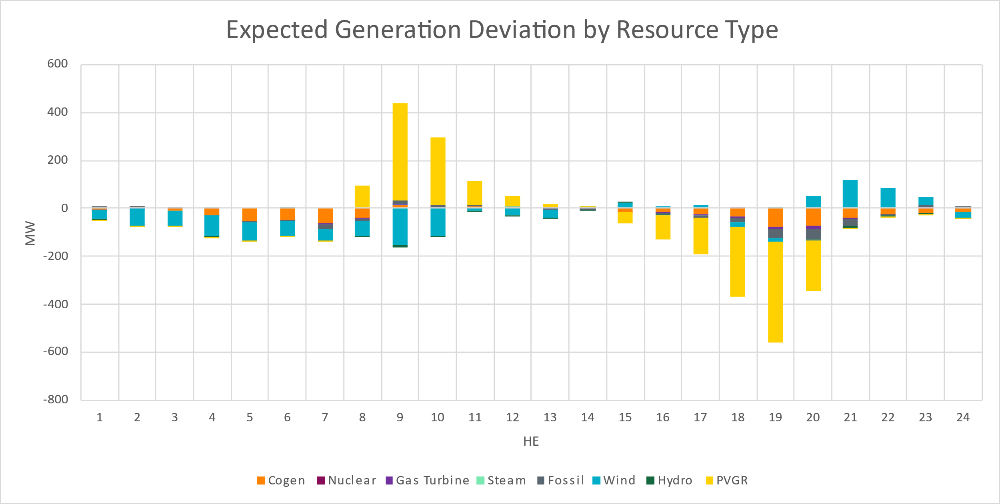 Expected Generation Deviation by Resource Type
600
400
200
0
-200
-400
-600
-800
MW
1 2 3 4 5 6 7 8 9 10 11 12 13 14 15 16 17 18 19 20 21 22 23 24
HE
Cogen Nuclear Gas Turbine Steam Fossil Wind Hydro PVGR